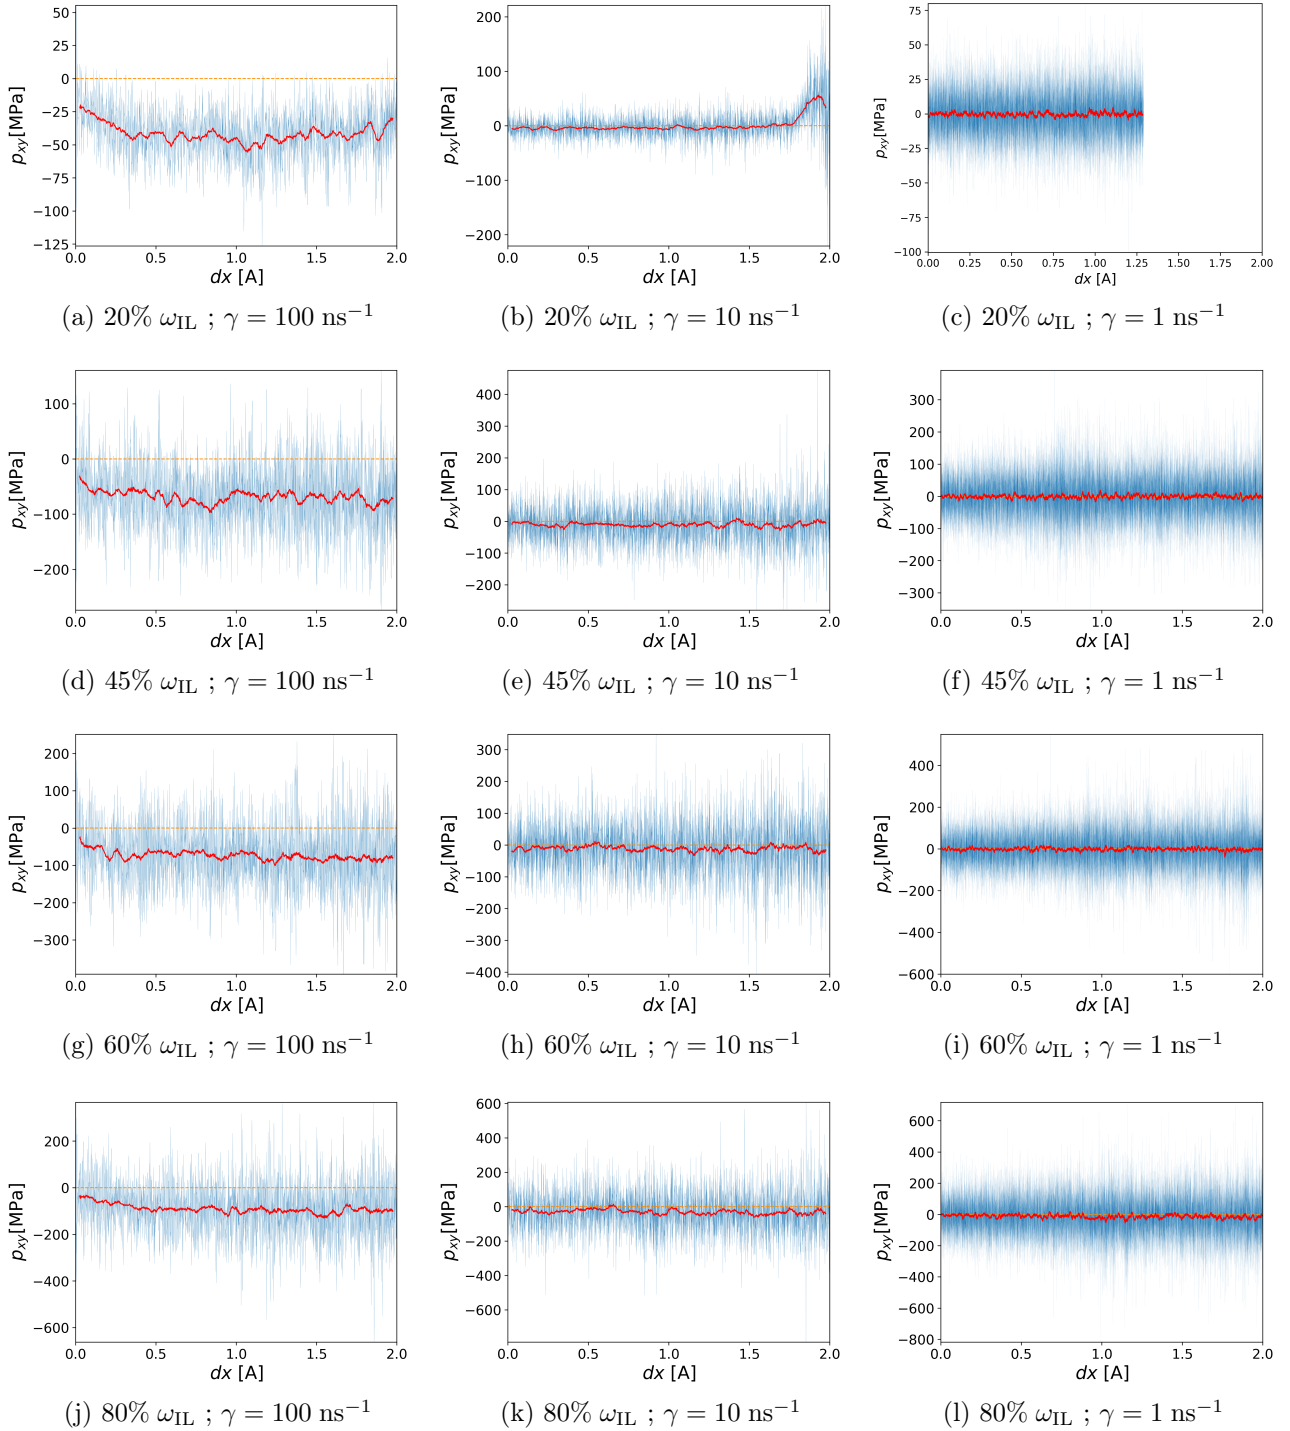 50
25
0
−25
−50
−75
−100
−125
p_xy[MPa]
0.0 0.5 1.0 1.5 2.0
dx [A]
(a) 20% ω_IL ; γ = 100 ns⁻¹
200
100
0
−100
−200
p_xy[MPa]
0.0 0.5 1.0 1.5 2.0
dx [A]
(b) 20% ω_IL ; γ = 10 ns⁻¹
75
50
25
0
−25
−50
−75
−100
p_xy[MPa]
0.00 0.25 0.50 0.75 1.00 1.25 1.50 1.75 2.00
dx [A]
(c) 20% ω_IL ; γ = 1 ns⁻¹
100
0
−100
−200
p_xy[MPa]
0.0 0.5 1.0 1.5 2.0
dx [A]
(d) 45% ω_IL ; γ = 100 ns⁻¹
400
300
200
100
0
−100
−200
p_xy[MPa]
0.0 0.5 1.0 1.5 2.0
dx [A]
(e) 45% ω_IL ; γ = 10 ns⁻¹
300
200
100
0
−100
−200
−300
p_xy[MPa]
0.0 0.5 1.0 1.5 2.0
dx [A]
(f) 45% ω_IL ; γ = 1 ns⁻¹
200
100
0
−100
−200
−300
p_xy[MPa]
0.0 0.5 1.0 1.5 2.0
dx [A]
(g) 60% ω_IL ; γ = 100 ns⁻¹
300
200
100
0
−100
−200
−300
−400
p_xy[MPa]
0.0 0.5 1.0 1.5 2.0
dx [A]
(h) 60% ω_IL ; γ = 10 ns⁻¹
400
200
0
−200
−400
−600
p_xy[MPa]
0.0 0.5 1.0 1.5 2.0
dx [A]
(i) 60% ω_IL ; γ = 1 ns⁻¹
200
0
−200
−400
−600
p_xy[MPa]
0.0 0.5 1.0 1.5 2.0
dx [A]
(j) 80% ω_IL ; γ = 100 ns⁻¹
600
400
200
0
−200
−400
−600
p_xy[MPa]
0.0 0.5 1.0 1.5 2.0
dx [A]
(k) 80% ω_IL ; γ = 10 ns⁻¹
600
400
200
0
−200
−400
−600
−800
p_xy[MPa]
0.0 0.5 1.0 1.5 2.0
dx [A]
(l) 80% ω_IL ; γ = 1 ns⁻¹